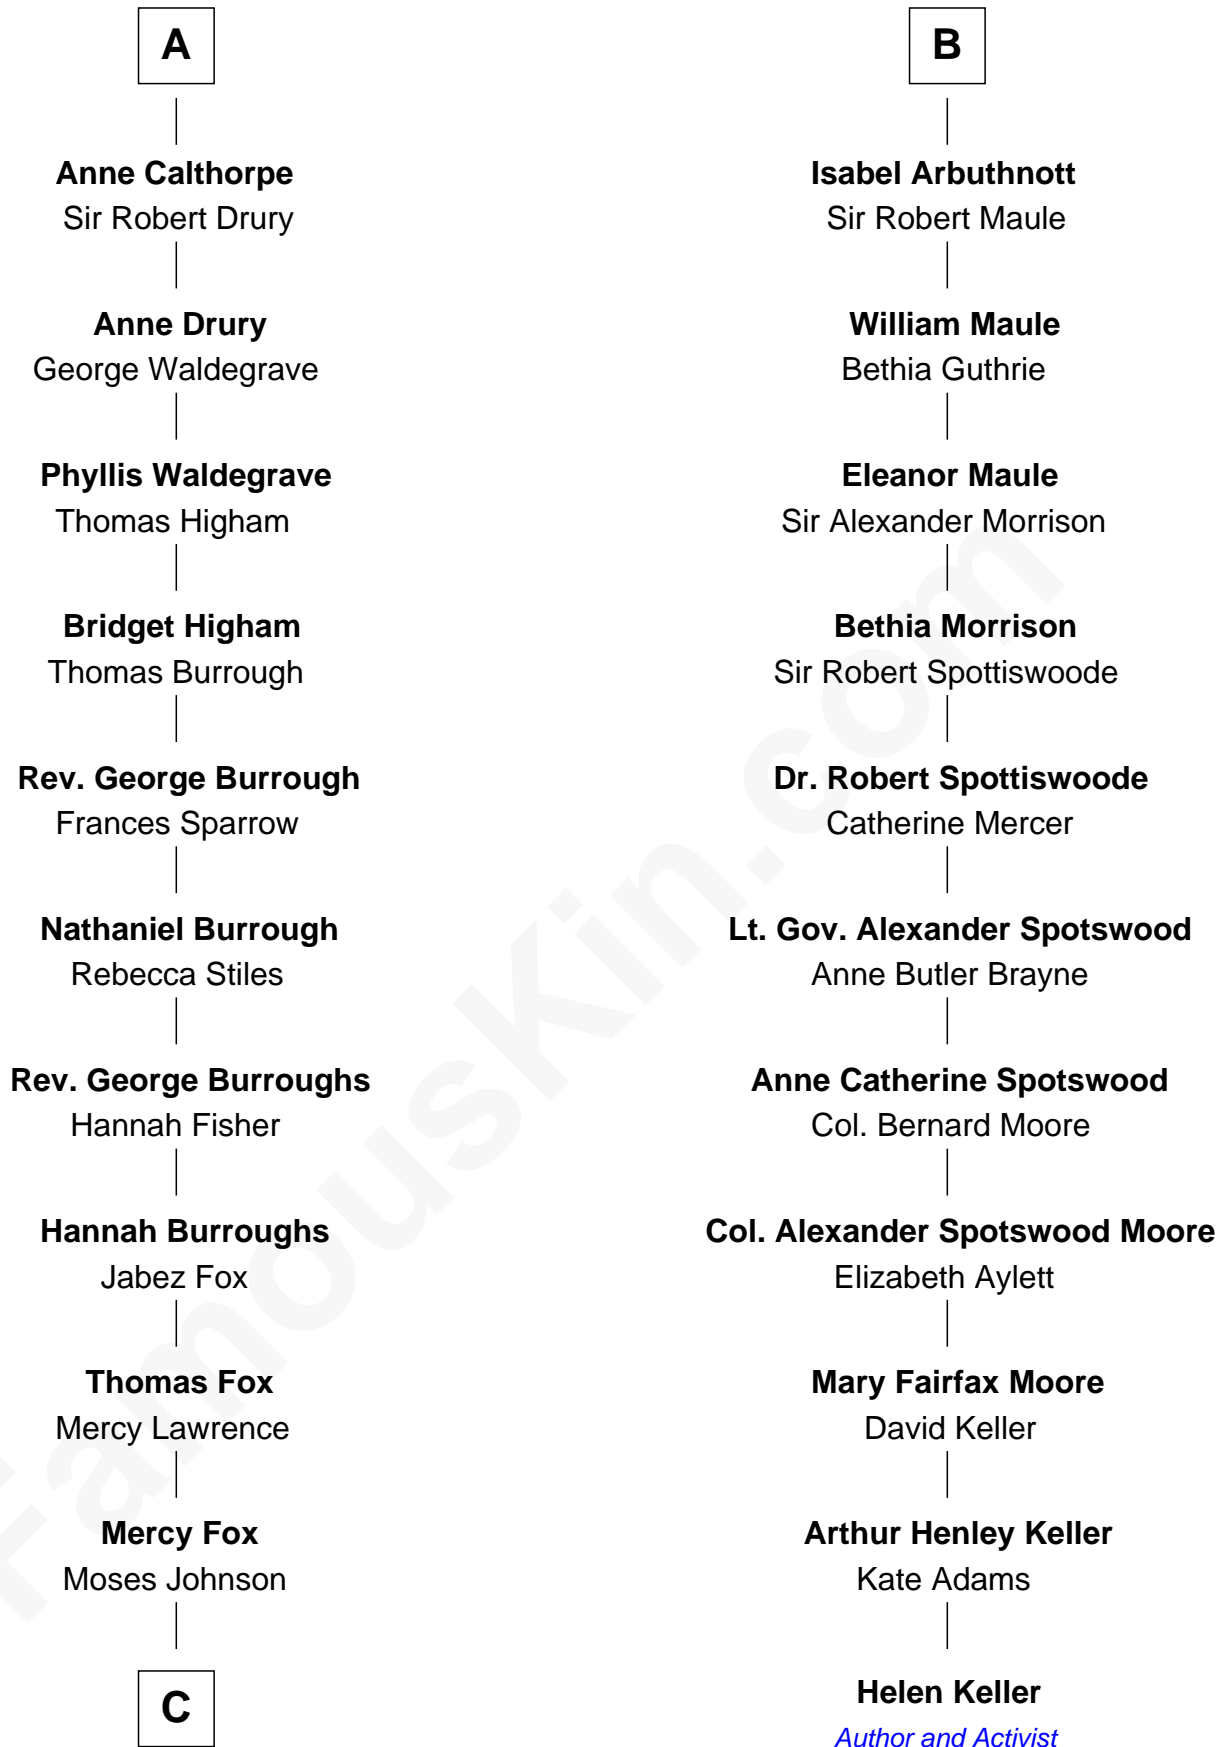 A
Anne Calthorpe
Sir Robert Drury
Anne Drury
George Waldegrave
Phyllis Waldegrave
Thomas Higham
Bridget Higham
Thomas Burrough
Rev. George Burrough
Frances Sparrow
Nathaniel Burrough
Rebecca Stiles
Rev. George Burroughs
Hannah Fisher
Hannah Burroughs
Jabez Fox
Thomas Fox
Mercy Lawrence
Mercy Fox
Moses Johnson
C
B
Isabel Arbuthnott
Sir Robert Maule
William Maule
Bethia Guthrie
Eleanor Maule
Sir Alexander Morrison
Bethia Morrison
Sir Robert Spottiswoode
Dr. Robert Spottiswoode
Catherine Mercer
Lt. Gov. Alexander Spotswood
Anne Butler Brayne
Anne Catherine Spotswood
Col. Bernard Moore
Col. Alexander Spotswood Moore
Elizabeth Aylett
Mary Fairfax Moore
David Keller
Arthur Henley Keller
Kate Adams
Helen Keller
Author and Activist
FamousKin.com